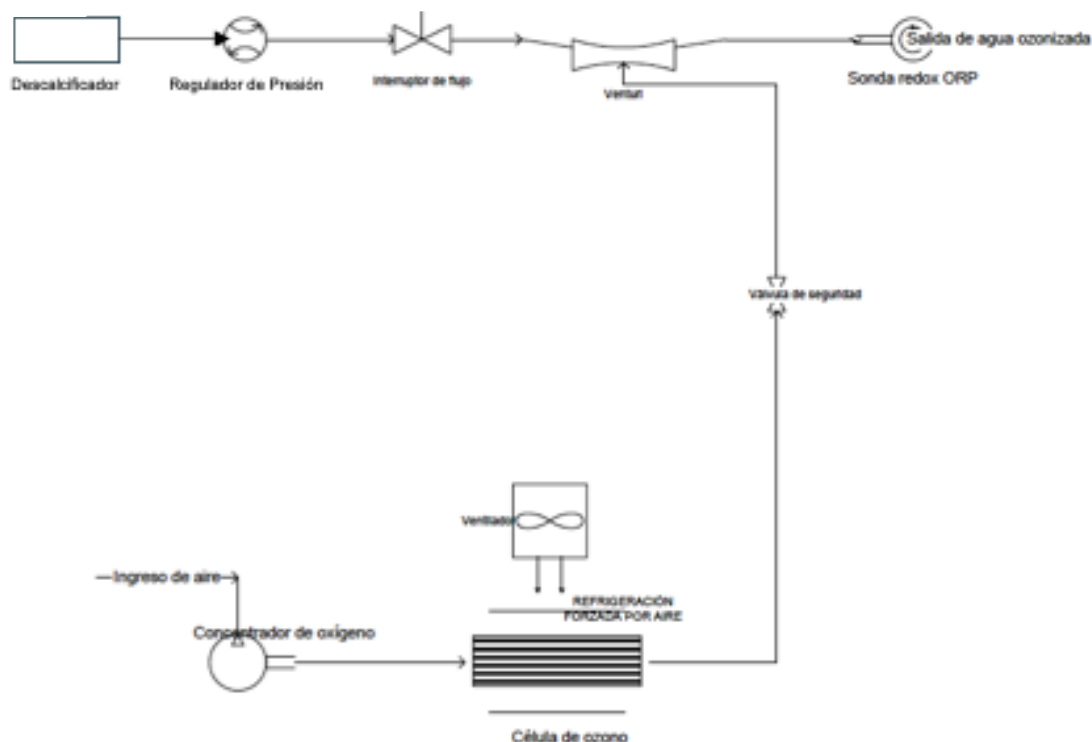 Descalcificador
Regulador de Presión
Interruptor de flujo
Venturi
Salida de agua ozonizada
Sonda redox ORP
Válvula de seguridad
Ventilador
Ingreso de aire
REFRIGERACIÓN
FORZADA POR AIRE
Concentrador de oxígeno
Célula de ozono